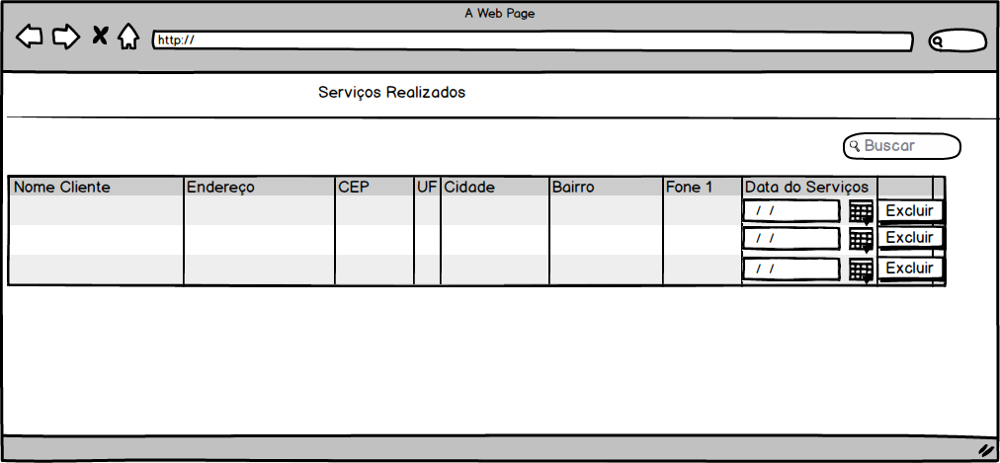 A Web Page
http://
Serviços Realizados
Buscar
Nome Cliente Endereço CEP UF Cidade Bairro Fone 1 Data do Serviços
/ / Excluir
/ / Excluir
/ / Excluir